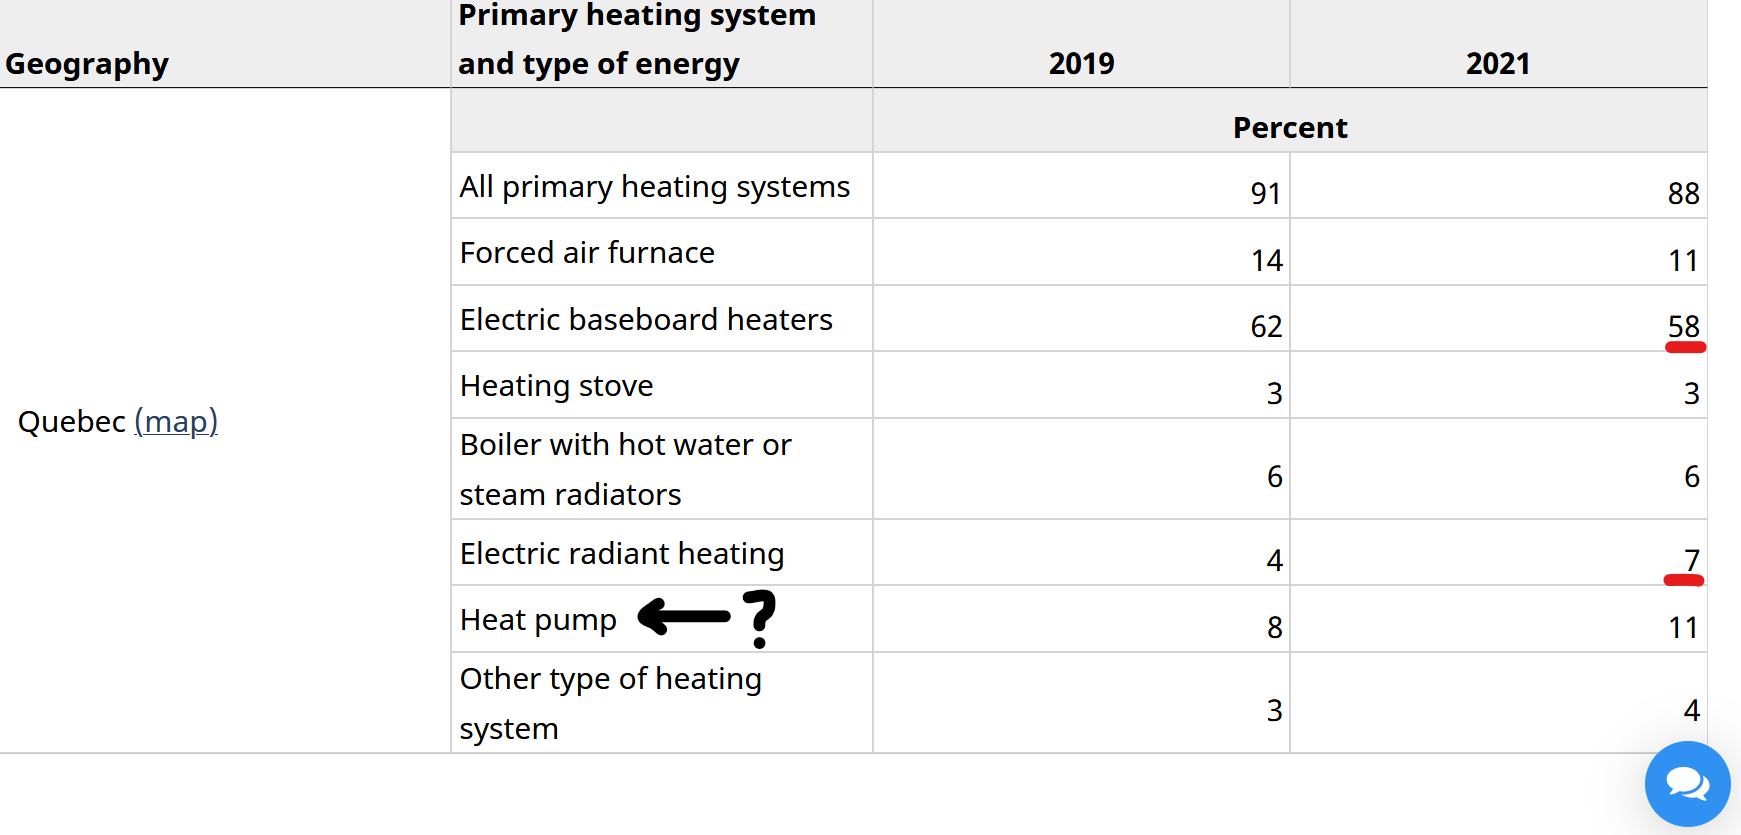 Primary heating system
Geography and type of energy 2019 2021
Percent
All primary heating systems 91 88
Forced air furnace 14 11
Electric baseboard heaters 62 58
Heating stove 3 3
Quebec (map)
Boiler with hot water or
steam radiators 6 6
Electric radiant heating 4 7
Heat pump ← ? 8 11
Other type of heating
system 3 4